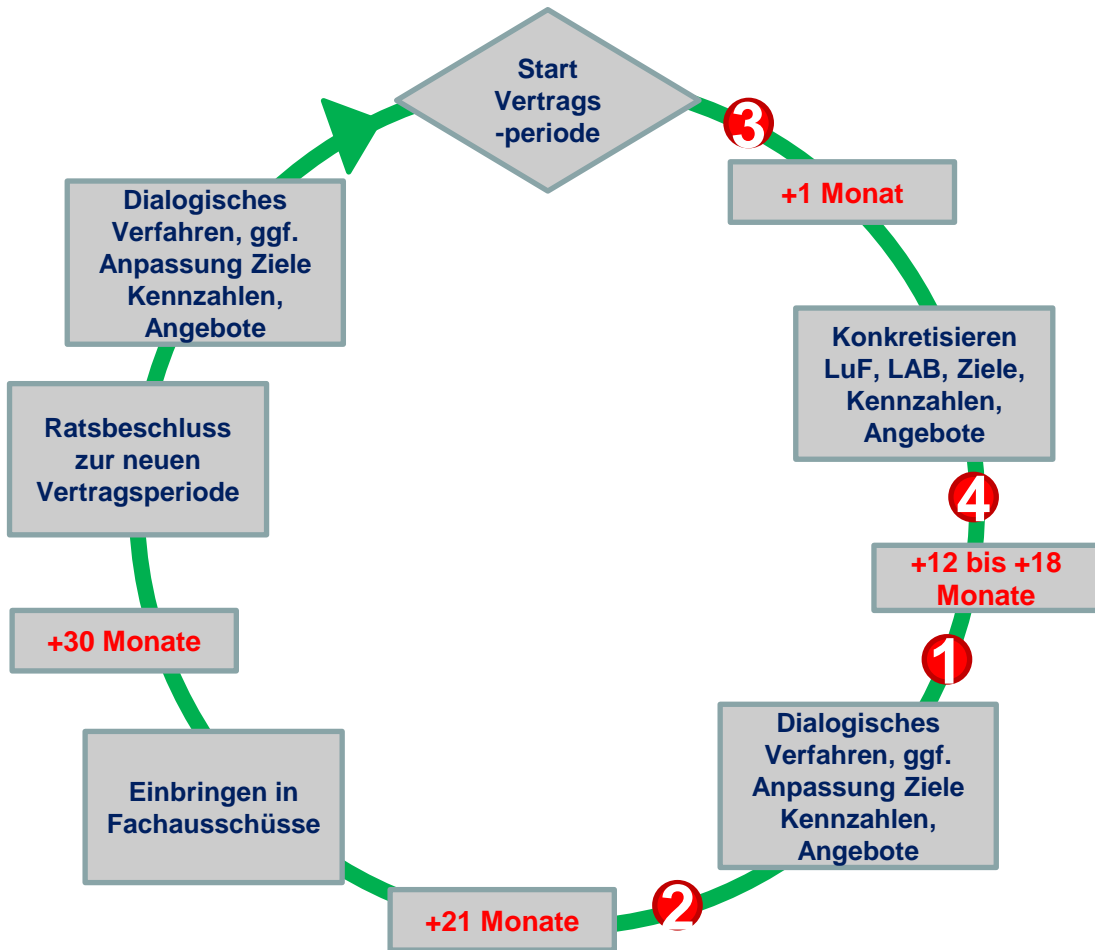 Start
Vertrags
-periode
3
+1 Monat
Konkretisieren
LuF, LAB, Ziele,
Kennzahlen,
Angebote
4
+12 bis +18
Monate
1
Dialogisches
Verfahren, ggf.
Anpassung Ziele
Kennzahlen,
Angebote
2
+21 Monate
Einbringen in
Fachausschüsse
+30 Monate
Ratsbeschluss
zur neuen
Vertragsperiode
Dialogisches
Verfahren, ggf.
Anpassung Ziele
Kennzahlen,
Angebote